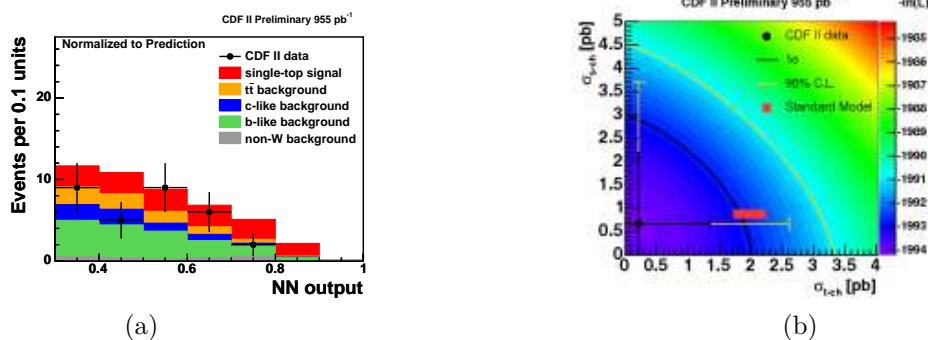 CDF II Preliminary 955 pb-1
Normalized to Prediction
CDF II data
single-top signal
tt̄ background
c-like background
b-like background
non-W background
Events per 0.1 units
20
10
0
0.4 0.6 0.8 1
NN output
(a)
CDF II Preliminary 955 pb
-ln(L)
CDF II data
1σ
90% C.L.
Standard Model
σs-ch [pb]
5
4.5
4
3.5
3
2.5
2
1.5
1
0.5
0
0 0.5 1 1.5 2 2.5 3 3.5 4
σt-ch [pb]
-1985
-1986
-1987
-1988
-1989
-1990
-1991
-1992
-1993
-1994
(b)